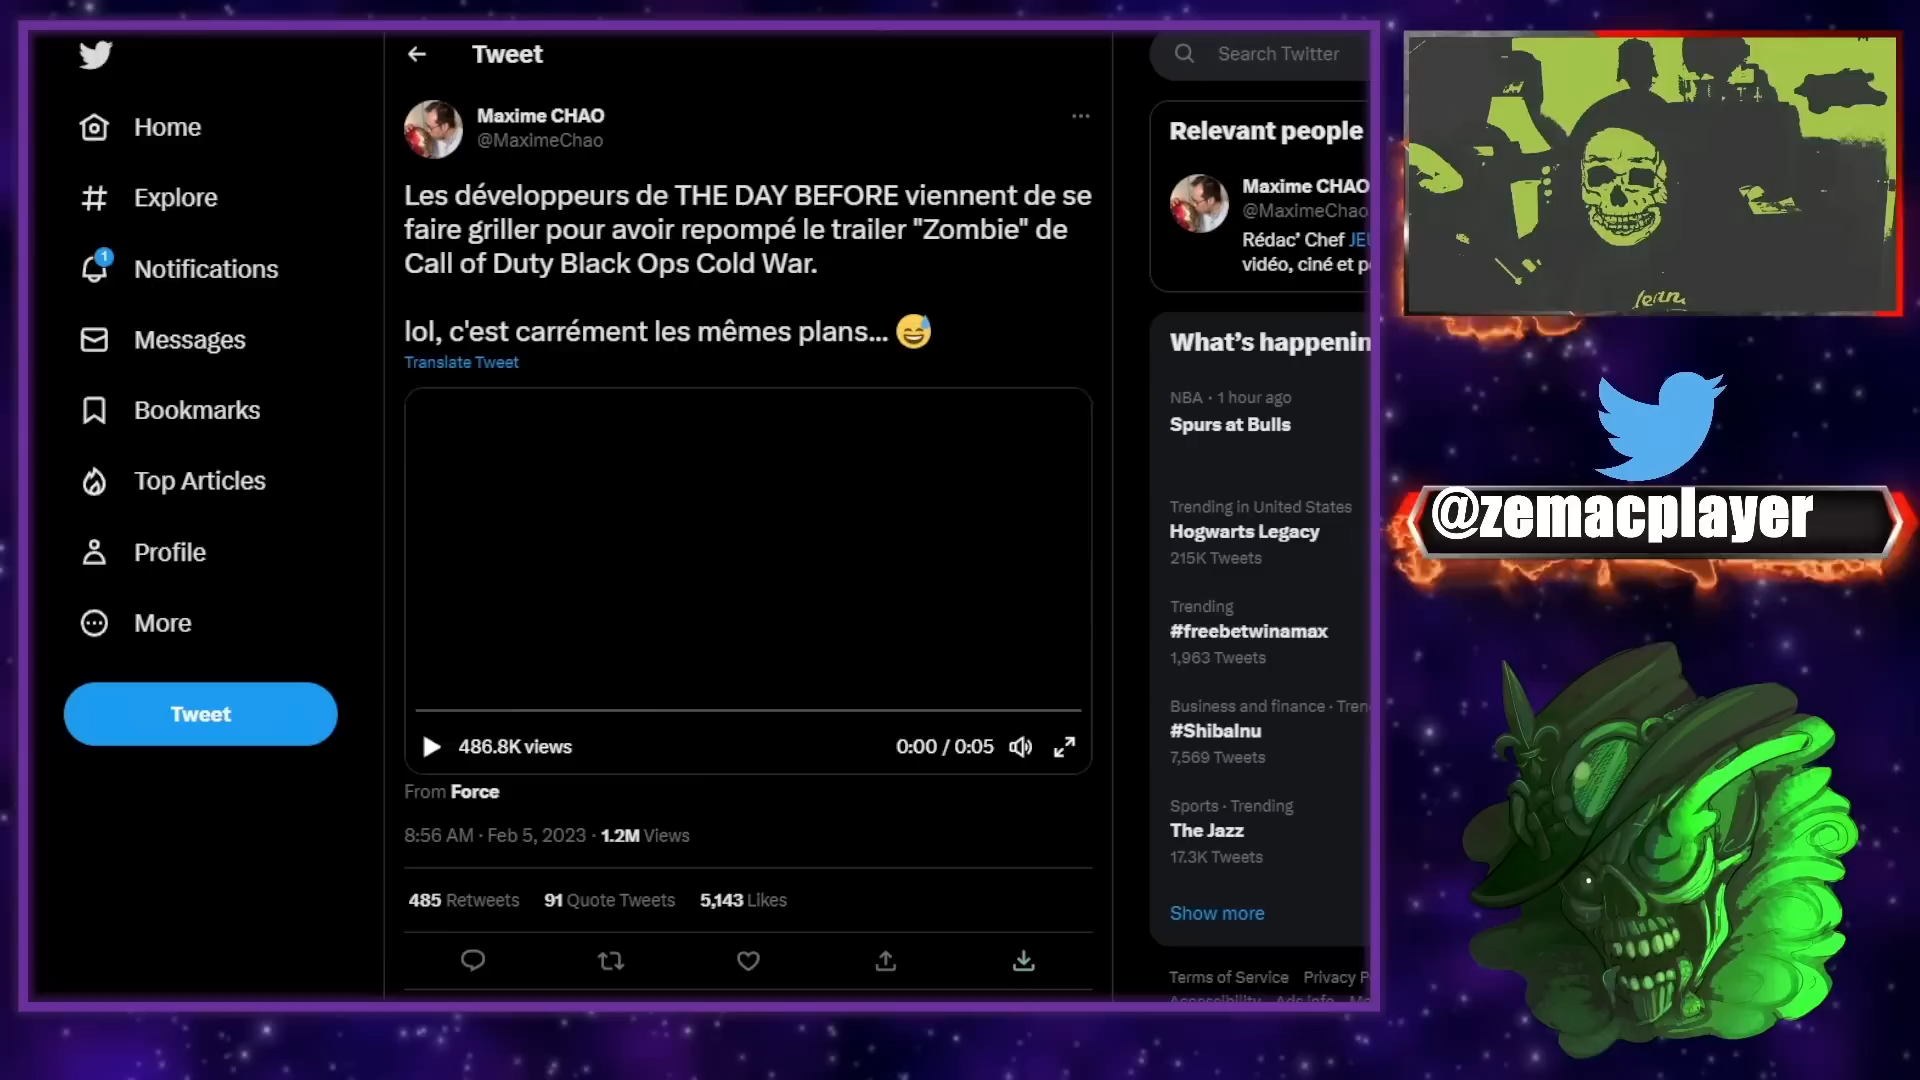 Home
Explore
1
Notifications
Messages
Bookmarks
Top Articles
Profile
More
Tweet
Tweet
Maxime CHAO
@MaximeChao
Les développeurs de THE DAY BEFORE viennent de se
faire griller pour avoir repompé le trailer "Zombie" de
Call of Duty Black Ops Cold War.
lol, c'est carrément les mêmes plans... 😅
Translate Tweet
486.8K views
0:00 / 0:05
From Force
8:56 AM · Feb 5, 2023 · 1.2M Views
485 Retweets 91 Quote Tweets 5,143 Likes
Search Twitter
Relevant people
Maxime CHAO
@MaximeChao
Rédac’ Chef JEU
vidéo, ciné et p
What’s happenin
NBA · 1 hour ago
Spurs at Bulls
Trending in United States
Hogwarts Legacy
215K Tweets
Trending
#freebetwinamax
1,963 Tweets
Business and finance · Tren
#ShibaInu
7,569 Tweets
Sports · Trending
The Jazz
17.3K Tweets
Show more
Terms of Service Privacy P
@zemacplayer